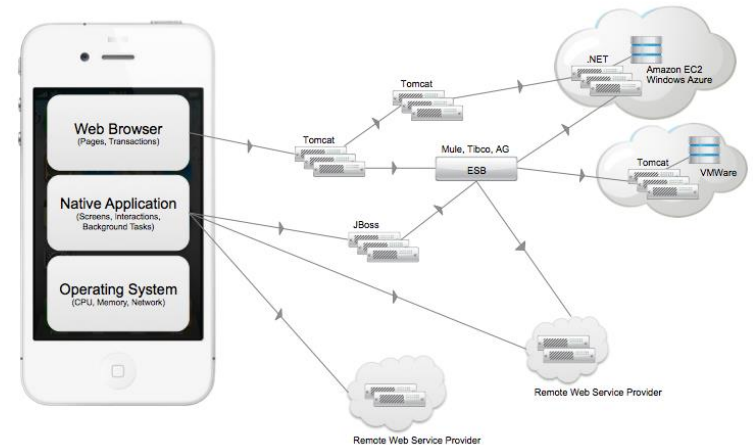 Web Browser
(Pages, Transactions)
Native Application
(Screens, Interactions,
Background Tasks)
Operating System
(CPU, Memory, Network)
Tomcat
Tomcat
JBoss
Mule, Tibco, AG
ESB
.NET
Amazon EC2
Windows Azure
Tomcat
VMWare
Remote Web Service Provider
Remote Web Service Provider